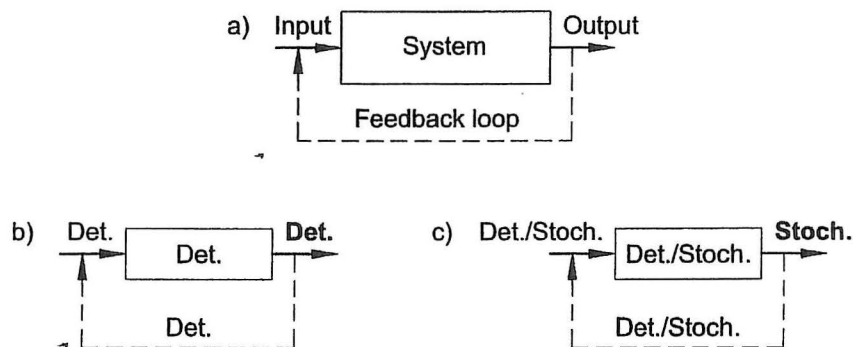 a) Input System Output
Feedback loop
b) Det. Det. Det.
Det.
c) Det./Stoch. Det./Stoch. Stoch.
Det./Stoch.